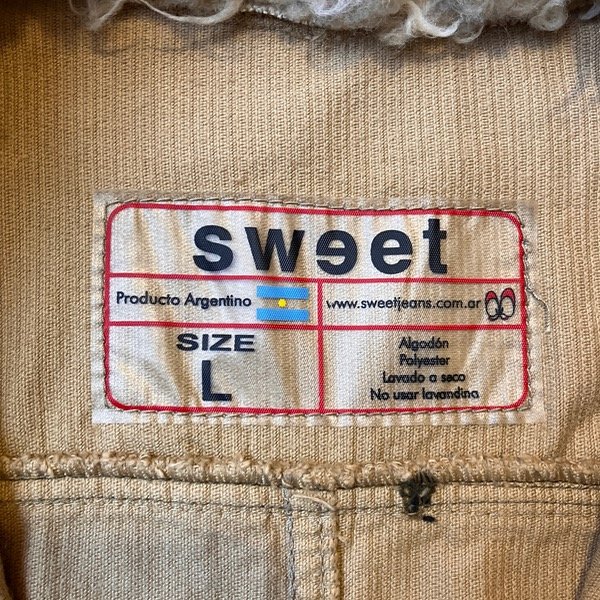 sweet
Producto Argentino
www.sweetjeans.com.ar
SIZE
L
Algodón
Polyester
Lavado a seco
No usar lavandina